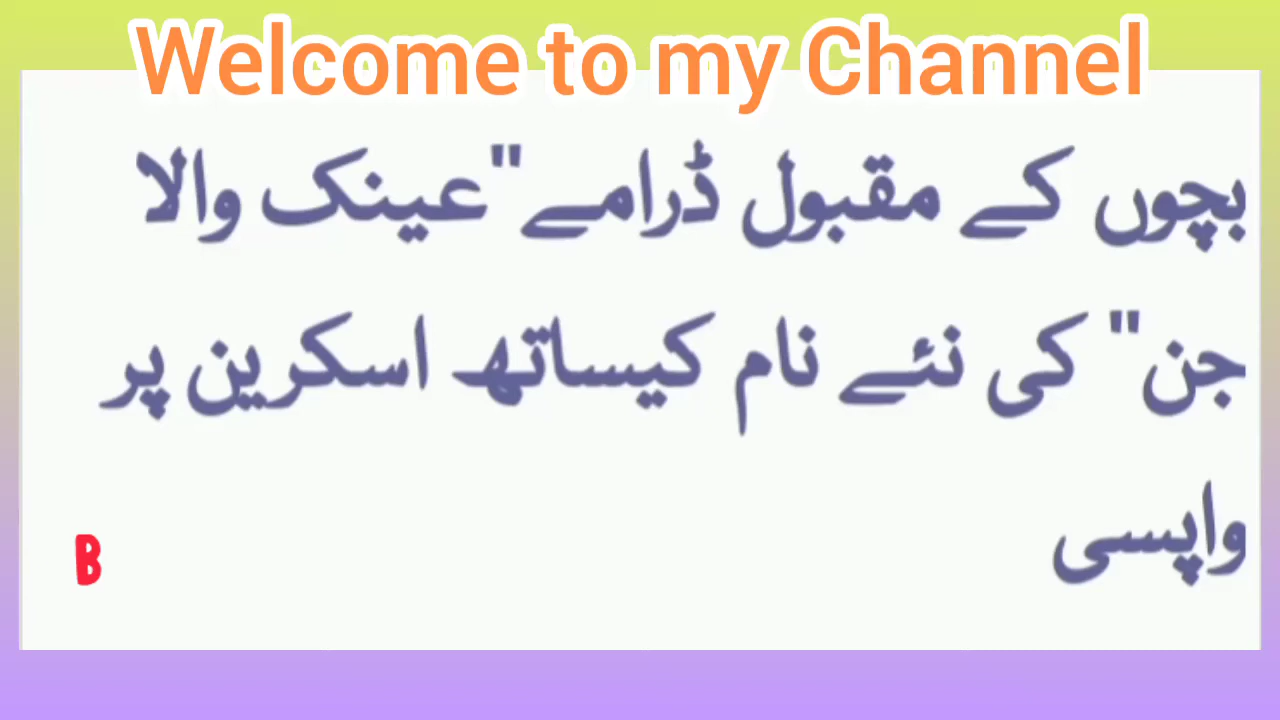 Welcome to my Channel
بچوں کے مقبول ڈرامے"عینک والا
جن" کی نئے نام کیساتھ اسکرین پر
واپسی
B